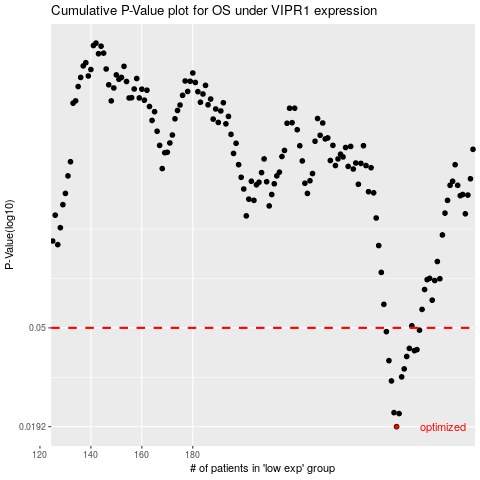 Cumulative P-Value plot for OS under VIPR1 expression
P-Value(log10)
0.05
0.0192
optimized
120 140 160 180
# of patients in 'low exp' group